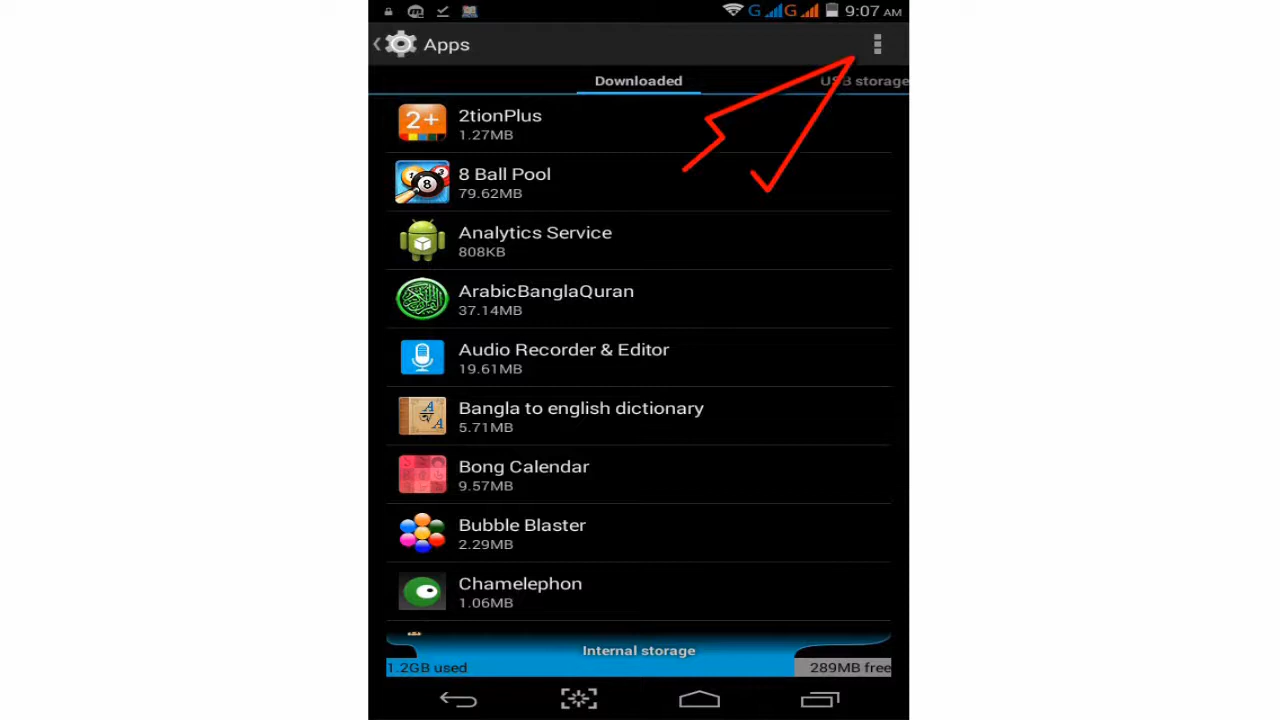 G G 9:07 AM
Apps
Downloaded
USB storage
2+
2tionPlus
1.27MB
8
8 Ball Pool
79.62MB
Analytics Service
808KB
ArabicBanglaQuran
37.14MB
Audio Recorder & Editor
19.61MB
A
A
Bangla to english dictionary
5.71MB
Bong Calendar
9.57MB
Bubble Blaster
2.29MB
Chamelephon
1.06MB
Internal storage
1.2GB used
289MB free